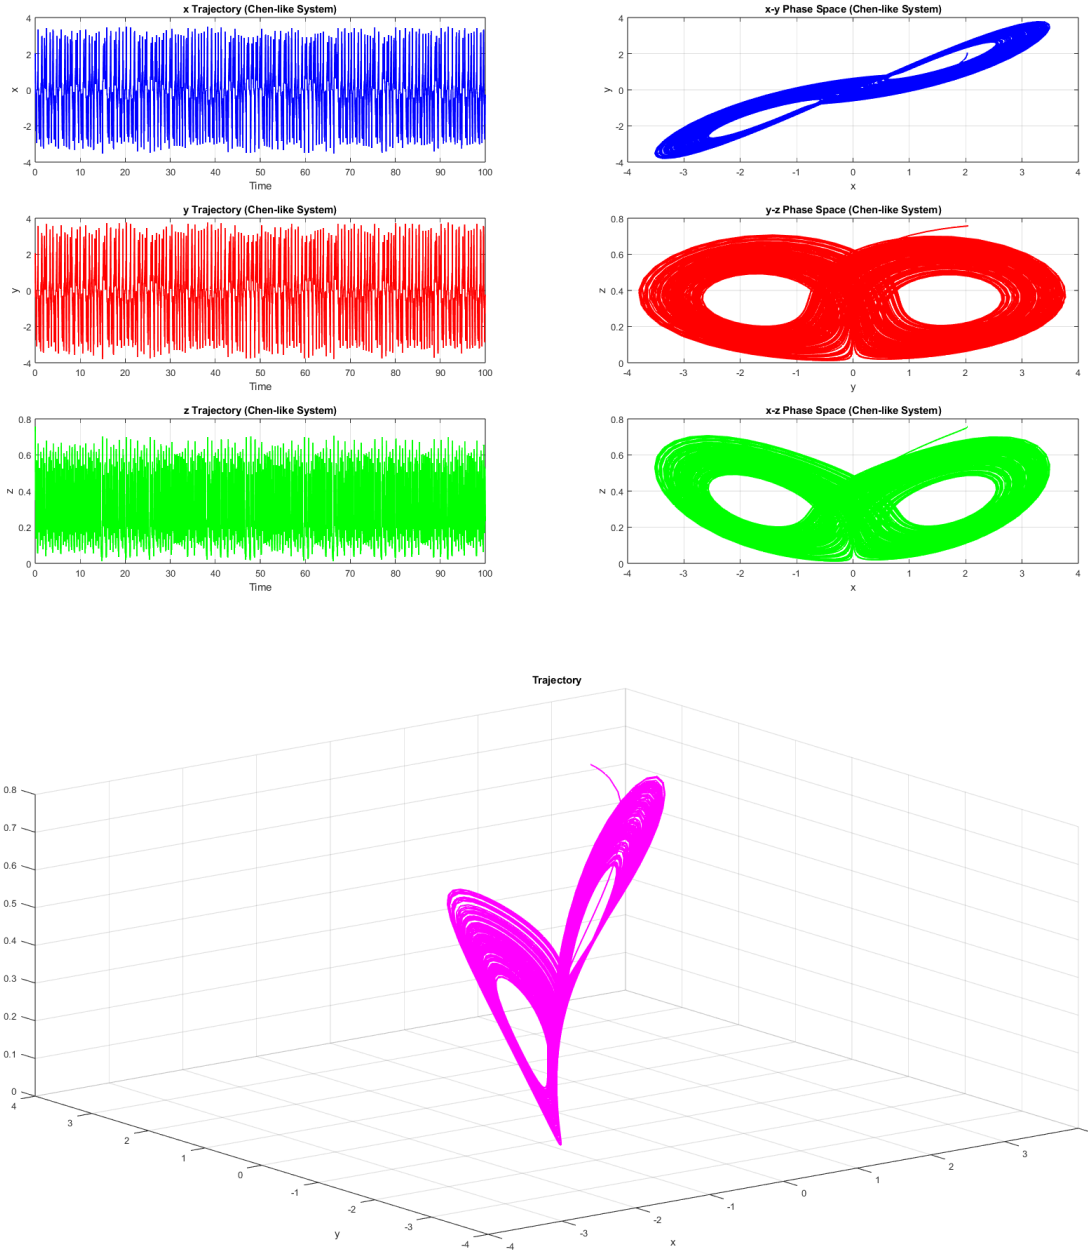 x Trajectory (Chen-like System)
4
2
0
-2
-4
x
0 10 20 30 40 50 60 70 80 90 100
Time
x-y Phase Space (Chen-like System)
4
2
0
-2
-4
y
-4 -3 -2 -1 0 1 2 3 4
x
y Trajectory (Chen-like System)
4
2
0
-2
-4
y
0 10 20 30 40 50 60 70 80 90 100
Time
y-z Phase Space (Chen-like System)
0.8
0.6
0.4
0.2
0
z
-4 -3 -2 -1 0 1 2 3 4
y
z Trajectory (Chen-like System)
0.8
0.6
0.4
0.2
0
z
0 10 20 30 40 50 60 70 80 90 100
Time
x-z Phase Space (Chen-like System)
0.8
0.6
0.4
0.2
0
z
-4 -3 -2 -1 0 1 2 3 4
x
Trajectory
0.8
0.7
0.6
0.5
0.4
0.3
0.2
0.1
0
4
3
2
1
0
-1
-2
-3
-4
y
-4
-3
-2
-1
0
1
2
3
x